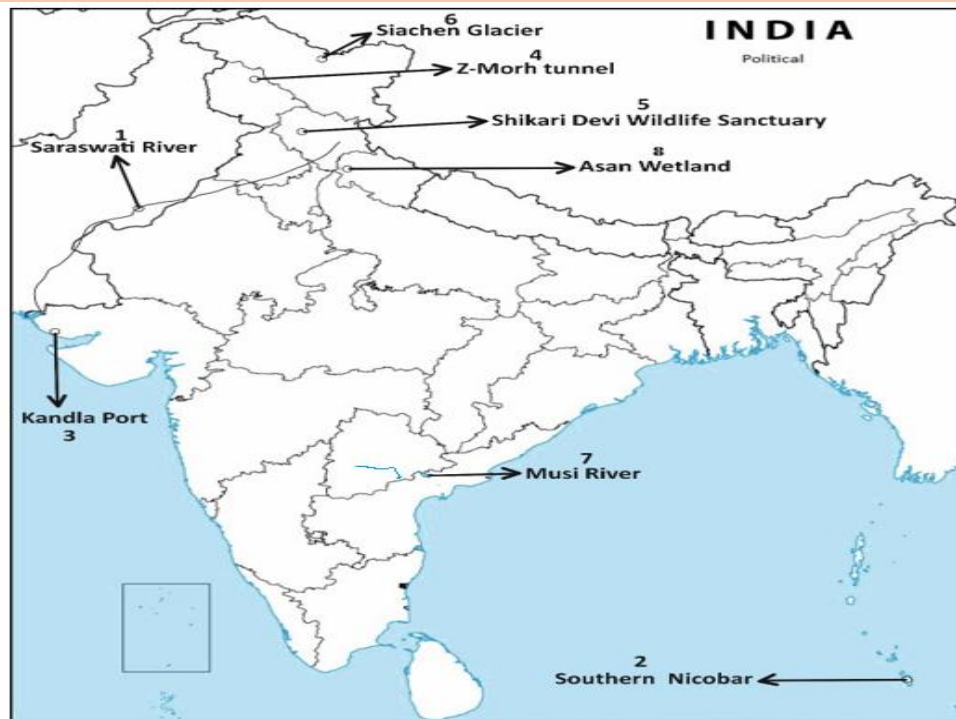 6
Siachen Glacier
INDIA
Political
4
Z-Morh tunnel
5
Shikari Devi Wildlife Sanctuary
1
Saraswati River
8
Asan Wetland
Kandla Port
3
7
Musi River
2
Southern Nicobar